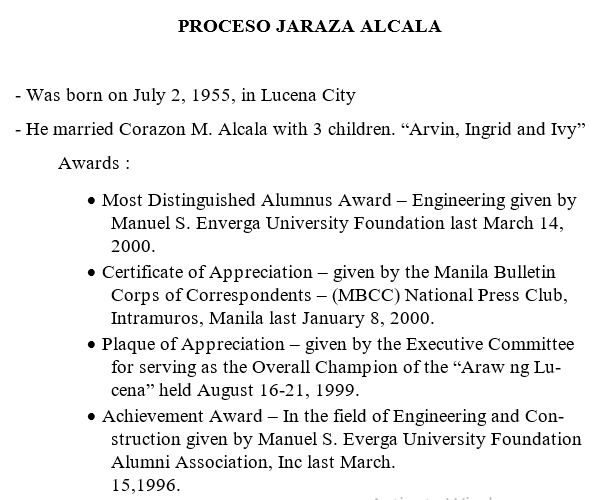 PROCESO JARAZA ALCALA
- Was born on July 2, 1955, in Lucena City
- He married Corazon M. Alcala with 3 children. “Arvin, Ingrid and Ivy”
Awards :
• Most Distinguished Alumnus Award – Engineering given by
Manuel S. Enverga University Foundation last March 14,
2000.
• Certificate of Appreciation – given by the Manila Bulletin
Corps of Correspondents – (MBCC) National Press Club,
Intramuros, Manila last January 8, 2000.
• Plaque of Appreciation – given by the Executive Committee
for serving as the Overall Champion of the “Araw ng Lu-
cena” held August 16-21, 1999.
• Achievement Award – In the field of Engineering and Con-
struction given by Manuel S. Everga University Foundation
Alumni Association, Inc last March.
15,1996.